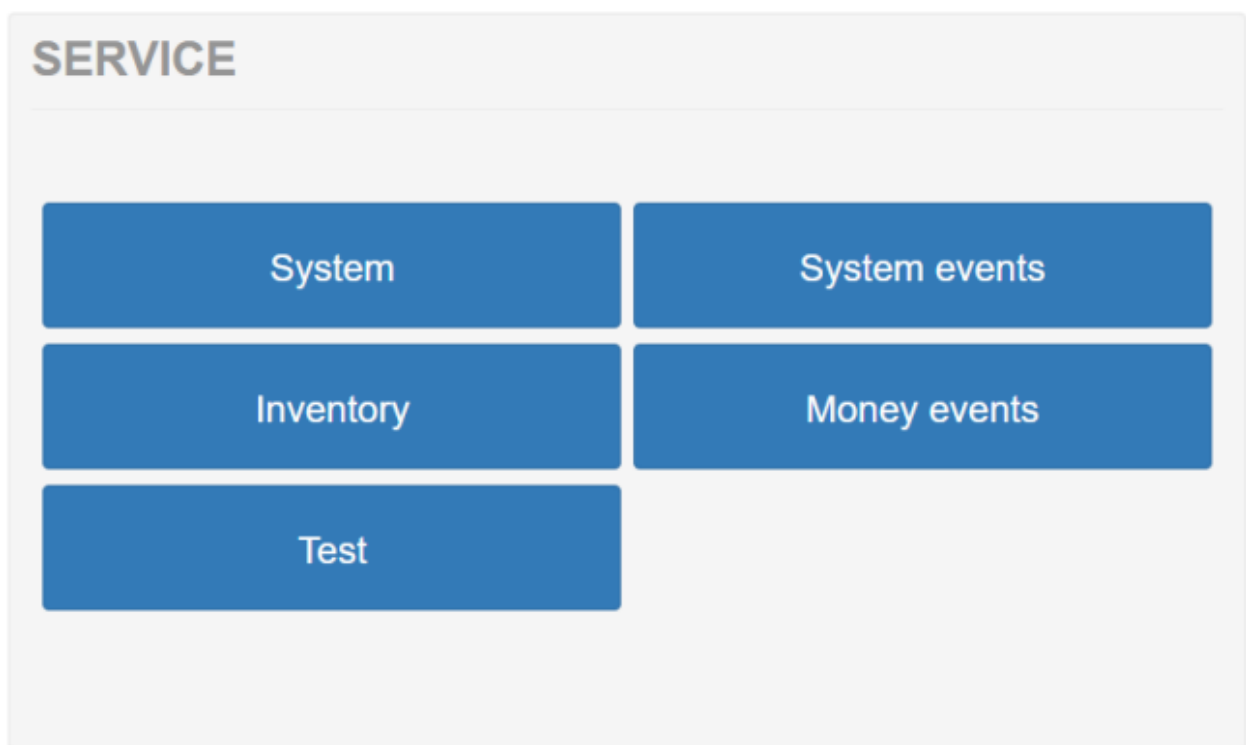 SERVICE
System
System events
Inventory
Money events
Test